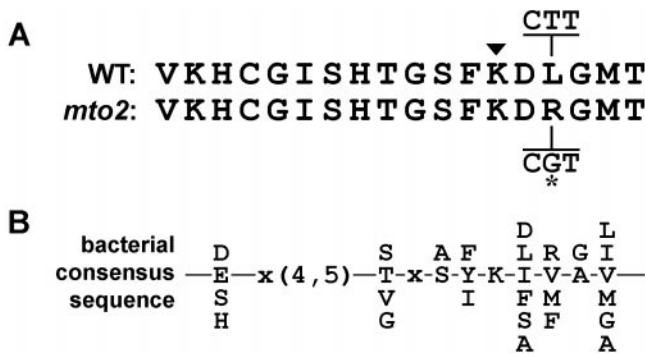 A
CTT
WT: VKHCGISHTGSFKDLGMT
mto2: VKHCGISHTGSFKDRGMT
CGT
*
B
D L
bacterial D S A F L R G I
consensus —E—x(4,5)—T—x—S—Y—K—I—V—A—V—
sequence S V I F M M
H G S F G
A A